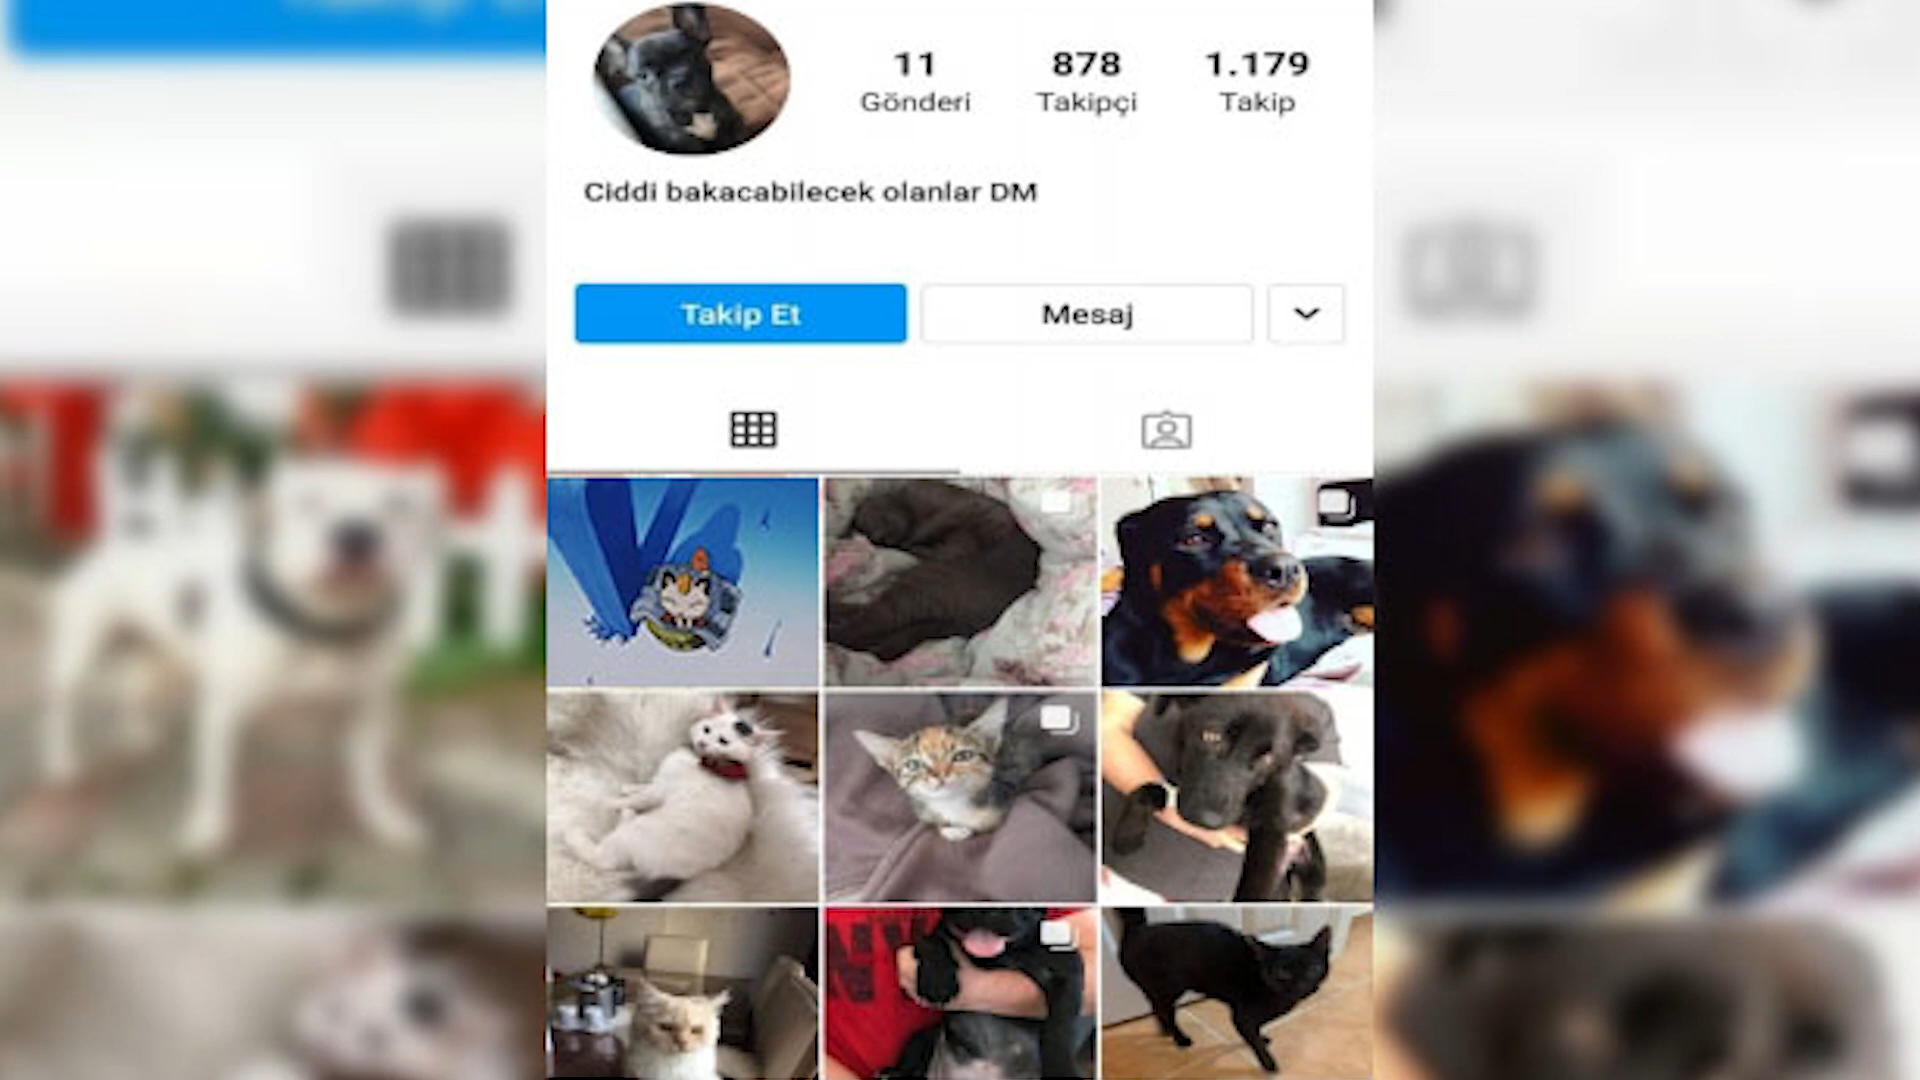 11
878
1.179
Gönderi
Takipçi
Takip
Ciddi bakacabilecek olanlar DM
Takip Et
Mesaj